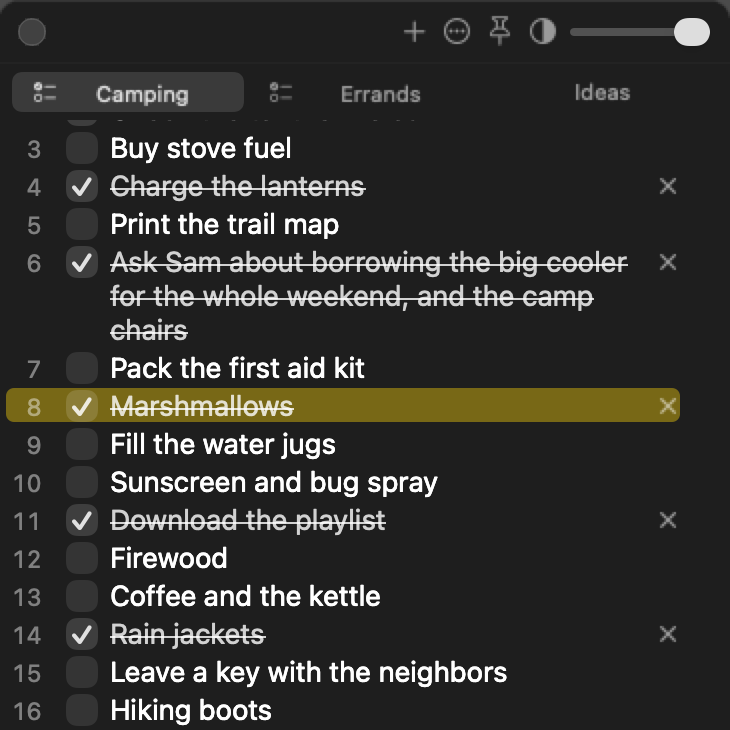 Camping Errands Ideas
3 Buy stove fuel
4 Charge the lanterns
5 Print the trail map
6 Ask Sam about borrowing the big cooler
for the whole weekend, and the camp
chairs
7 Pack the first aid kit
8 Marshmallows
9 Fill the water jugs
10 Sunscreen and bug spray
11 Download the playlist
12 Firewood
13 Coffee and the kettle
14 Rain jackets
15 Leave a key with the neighbors
16 Hiking boots